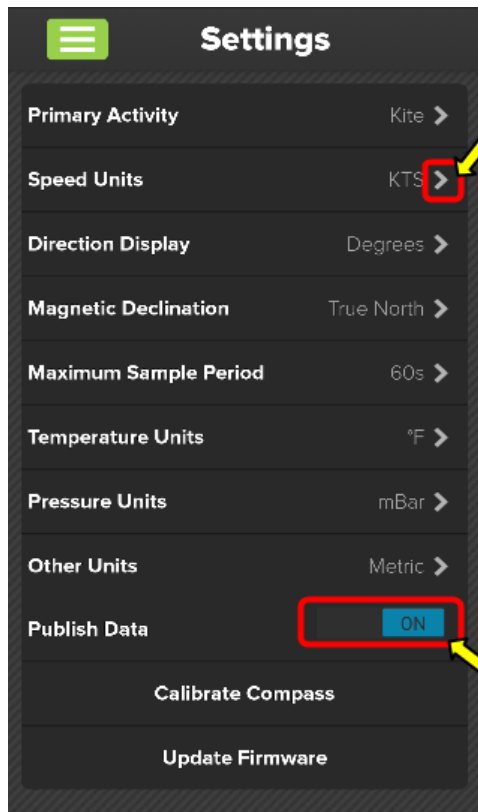 Settings
Primary Activity Kite
Speed Units KTS
Direction Display Degrees
Magnetic Declination True North
Maximum Sample Period 60s
Temperature Units °F
Pressure Units mBar
Other Units Metric
Publish Data ON
Calibrate Compass
Update Firmware